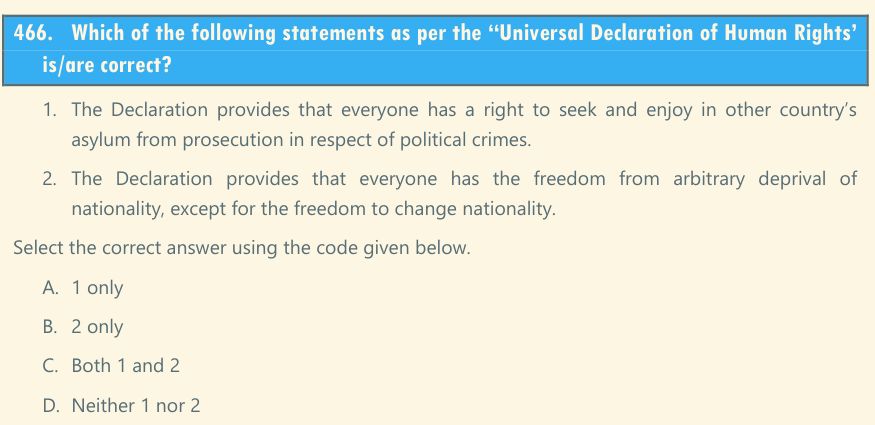 466. Which of the following statements as per the “Universal Declaration of Human Rights’
is/are correct?
1. The Declaration provides that everyone has a right to seek and enjoy in other country’s
asylum from prosecution in respect of political crimes.
2. The Declaration provides that everyone has the freedom from arbitrary deprival of
nationality, except for the freedom to change nationality.
Select the correct answer using the code given below.
A. 1 only
B. 2 only
C. Both 1 and 2
D. Neither 1 nor 2